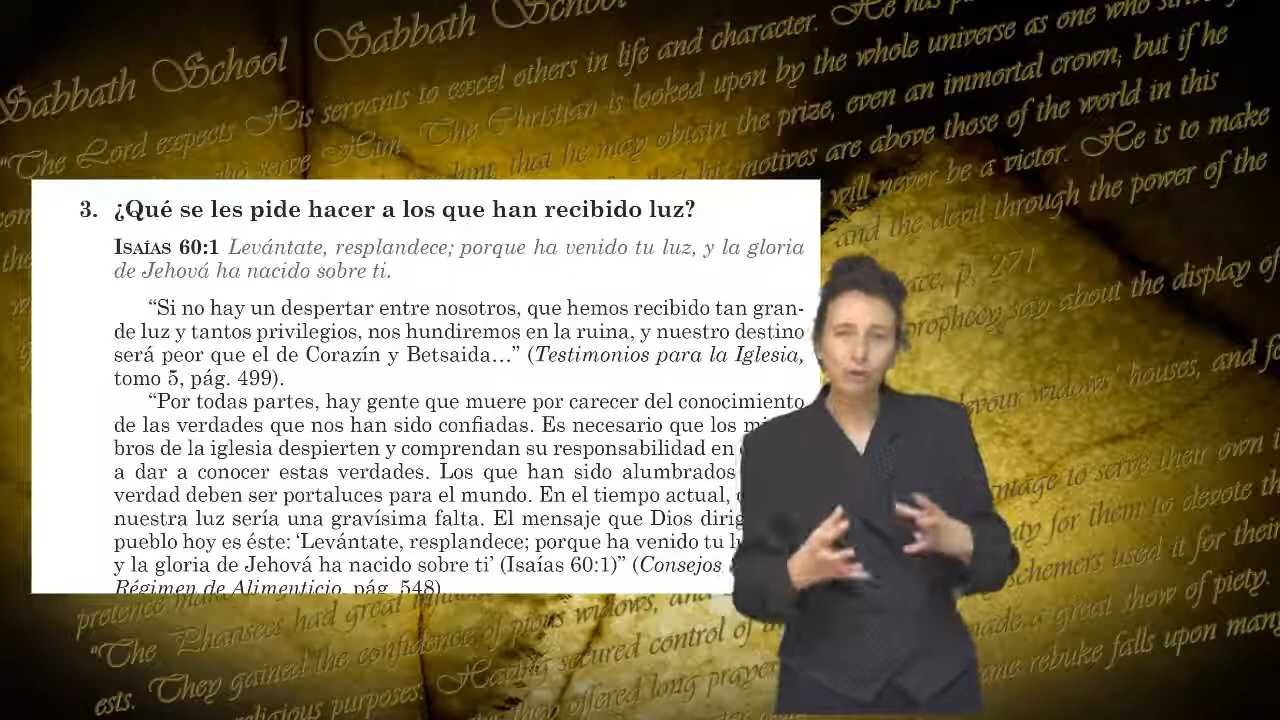 Sabbath School Sabbath School
"The Lord expects His servants to excel others in life and character. He has
who serve Him. The Christian is looked upon by the whole universe as one who
that he may obtain the prize, even an immortal crown; but if he
motives are above those of the world in this
will never be a victor. He is to make
and the devil through the power of the
p. 271
prophecy say about the display of
3. ¿Qué se les pide hacer a los que han recibido luz?
ISAÍAS 60:1 Levántate, resplandece; porque ha venido tu luz, y la gloria
de Jehová ha nacido sobre ti.
“Si no hay un despertar entre nosotros, que hemos recibido tan gran-
de luz y tantos privilegios, nos hundiremos en la ruina, y nuestro destino
será peor que el de Corazín y Betsaida…” (Testimonios para la Iglesia,
tomo 5, pág. 499).
“Por todas partes, hay gente que muere por carecer del conocimiento
de las verdades que nos han sido confiadas. Es necesario que los
bros de la iglesia despierten y comprendan su responsabilidad en
a dar a conocer estas verdades. Los que han sido alumbrados
verdad deben ser portaluces para el mundo. En el tiempo actual,
nuestra luz sería una gravísima falta. El mensaje que Dios
pueblo hoy es éste: ‘Levántate, resplandece; porque ha venido tu
y la gloria de Jehová ha nacido sobre ti’ (Isaías 60:1)” (Consejos
Régimen de Alimenticio, pág. 548).
widows' houses, and
to serve their own
for them to devote
schemers used it for their
made a great show of piety.
rebuke falls upon many
"The Pharisees had great
ests. They gained the confidence of pious widows, and
Having secured control of
religious purposes.
they offered long